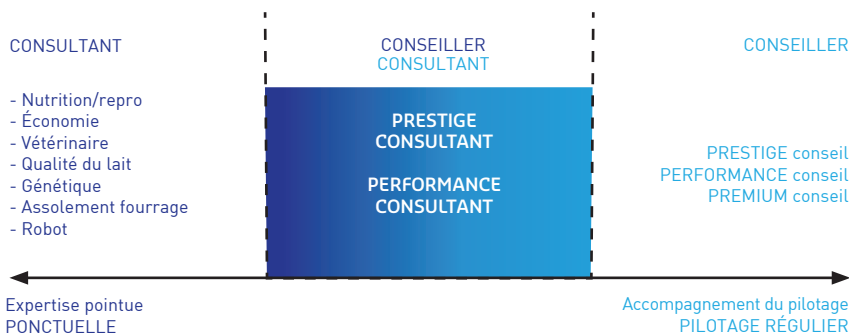 CONSULTANT
- Nutrition/repro
- Économie
- Vétérinaire
- Qualité du lait
- Génétique
- Assolement fourrage
- Robot
CONSEILLER
CONSULTANT
PRESTIGE
CONSULTANT
PERFORMANCE
CONSULTANT
CONSEILLER
PRESTIGE conseil
PERFORMANCE conseil
PREMIUM conseil
Expertise pointue
PONCTUELLE
Accompagnement du pilotage
PILOTAGE RÉGULIER